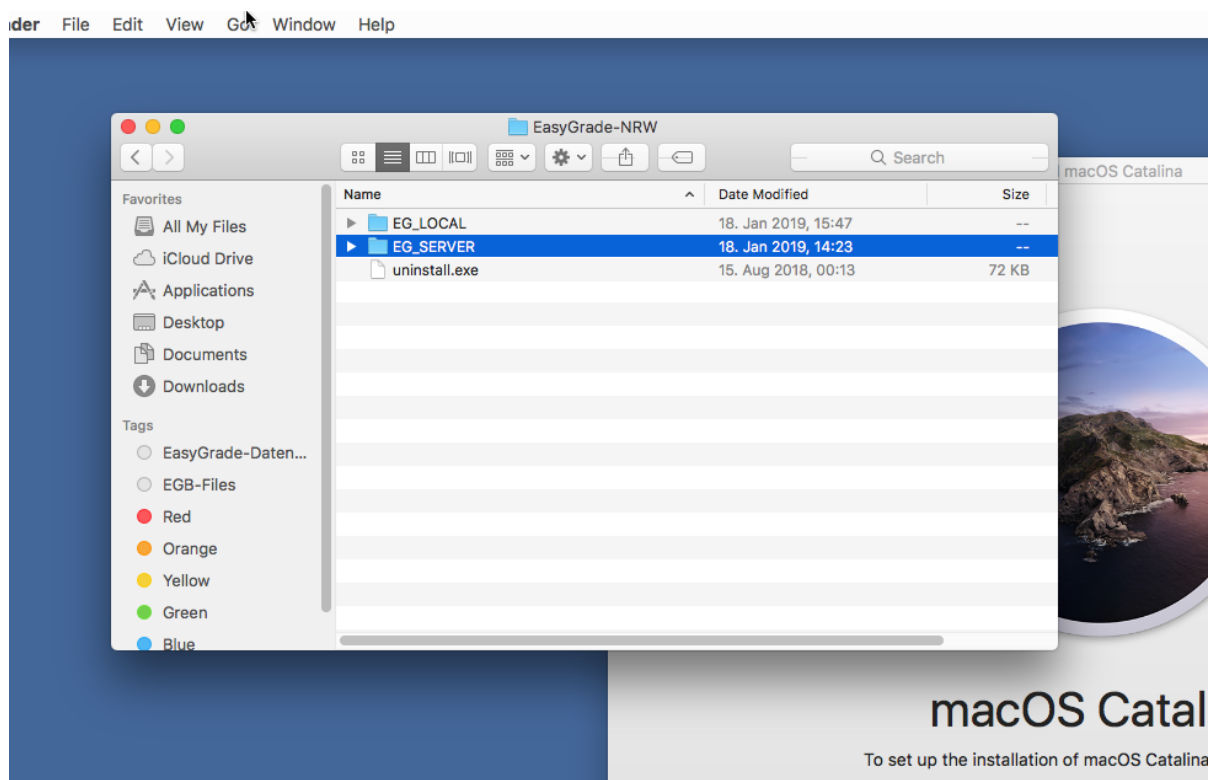 der File Edit View Go Window Help
EasyGrade-NRW
Search
macOS Catalina
Favorites
All My Files
iCloud Drive
Applications
Desktop
Documents
Downloads
Tags
EasyGrade-Daten...
EGB-Files
Red
Orange
Yellow
Green
Blue
Name Date Modified Size
EG_LOCAL 18. Jan 2019, 15:47 --
EG_SERVER 18. Jan 2019, 14:23 --
uninstall.exe 15. Aug 2018, 00:13 72 KB
macOS Catal
To set up the installation of macOS Catalina